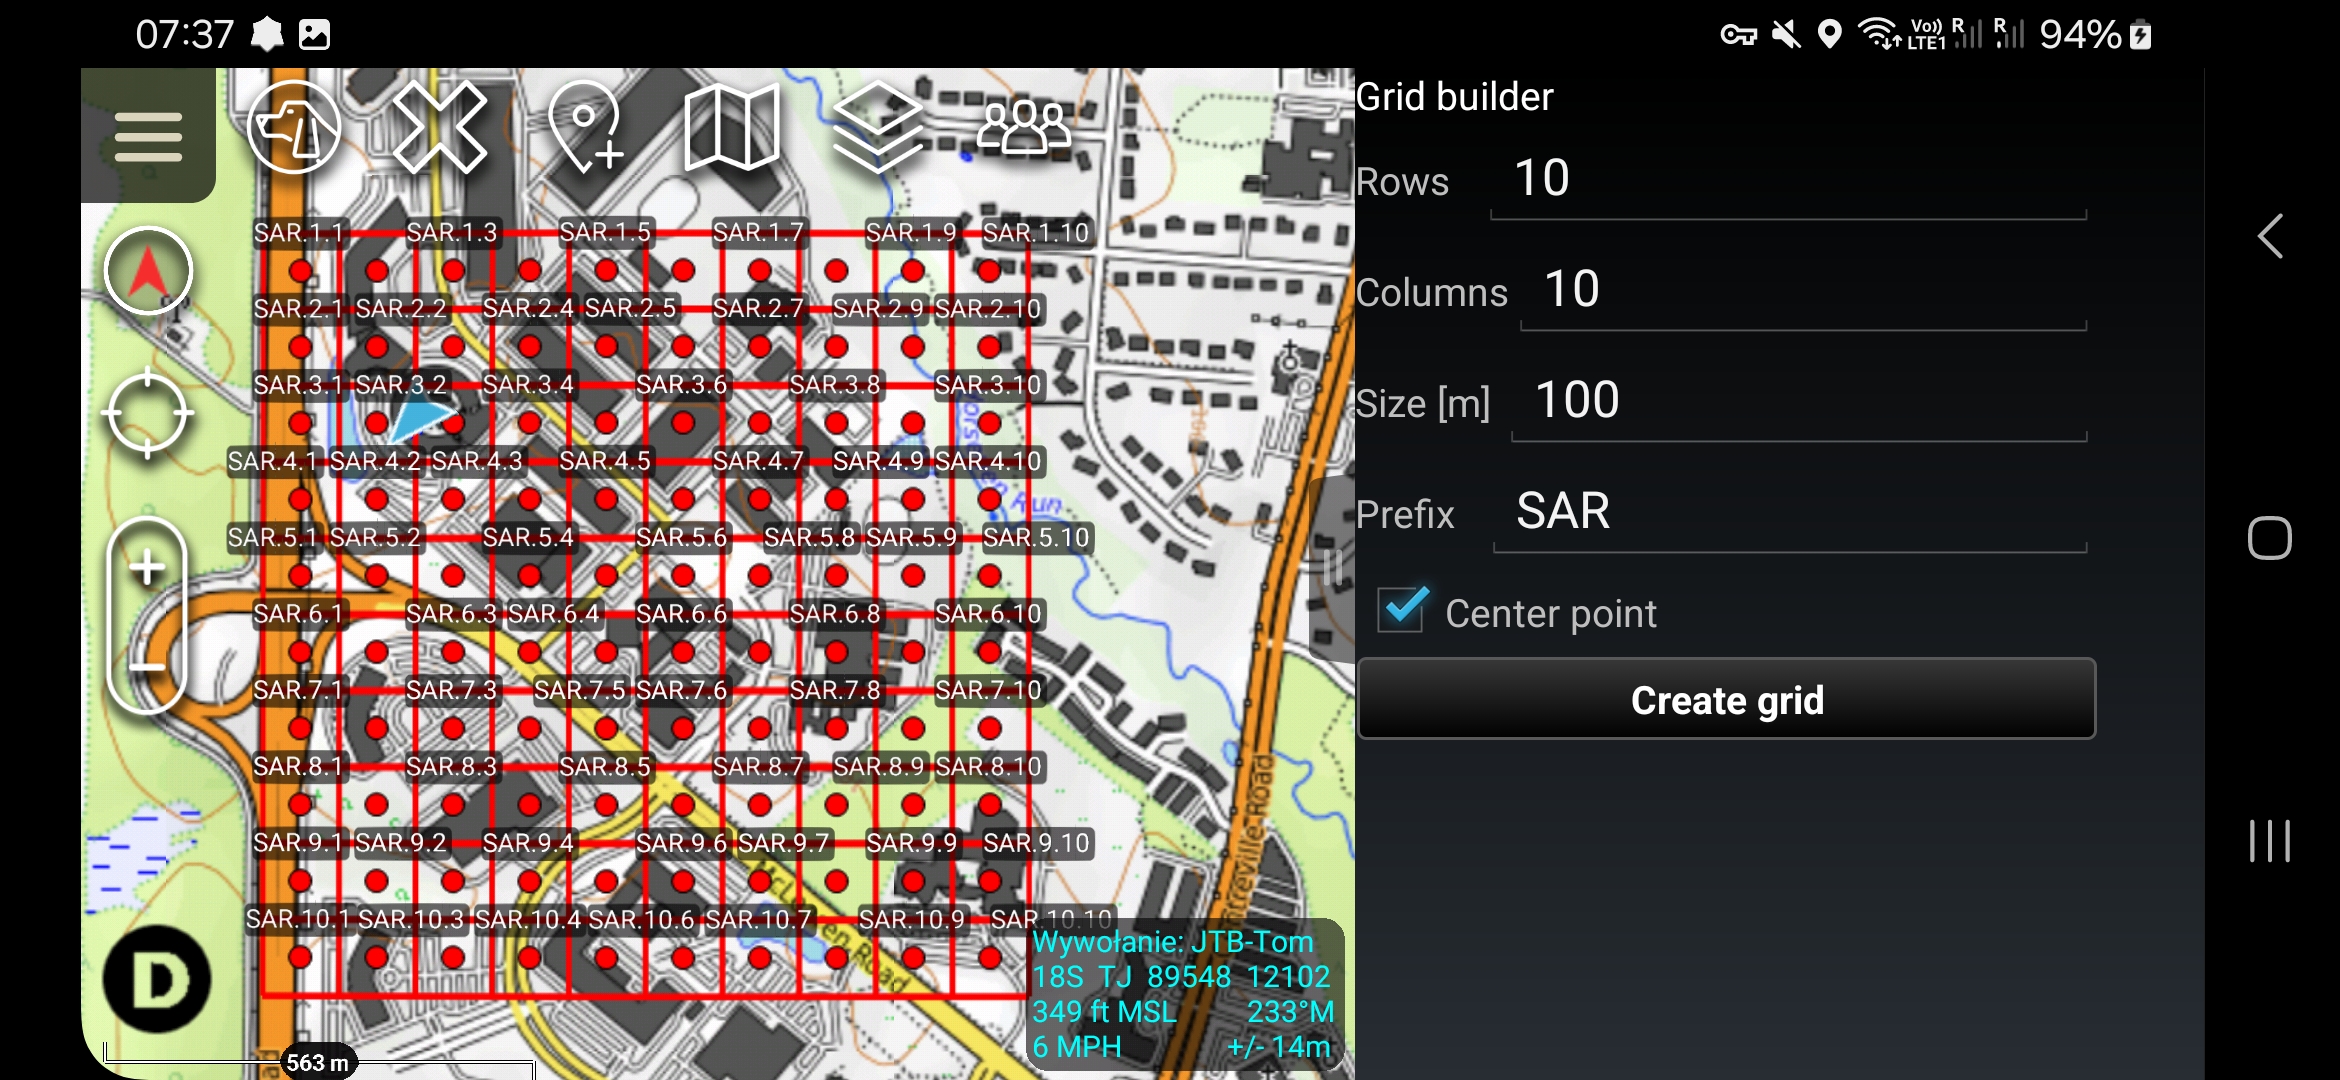 07:37
Vo)) R R 94%
LTE1
Grid builder
Rows 10
Columns 10
Size [m] 100
Prefix SAR
Center point
Create grid
SAR.1.1 SAR.1.3 SAR.1.5 SAR.1.7 SAR.1.9 SAR.1.10
SAR.2.1 SAR.2.2 SAR.2.4 SAR.2.5 SAR.2.7 SAR.2.9 SAR.2.10
SAR.3.1 SAR.3.2 SAR.3.4 SAR.3.6 SAR.3.8 SAR.3.10
SAR.4.1 SAR.4.2 SAR.4.3 SAR.4.5 SAR.4.7 SAR.4.9 SAR.4.10
SAR.5.1 SAR.5.2 SAR.5.4 SAR.5.6 SAR.5.8 SAR.5.9 SAR.5.10
SAR.6.1 SAR.6.3 SAR.6.4 SAR.6.6 SAR.6.8 SAR.6.10
SAR.7.1 SAR.7.3 SAR.7.5 SAR.7.6 SAR.7.8 SAR.7.10
SAR.8.1 SAR.8.3 SAR.8.5 SAR.8.7 SAR.8.9 SAR.8.10
SAR.9.1 SAR.9.2 SAR.9.4 SAR.9.6 SAR.9.7 SAR.9.9 SAR.9.10
SAR.10.1 SAR.10.3 SAR.10.4 SAR.10.6 SAR.10.7 SAR.10.9 SAR.10.10
Run
Road
D
563 m
Wywołanie: JTB-Tom
18S TJ 89548 12102
349 ft MSL 233°M
6 MPH +/- 14m